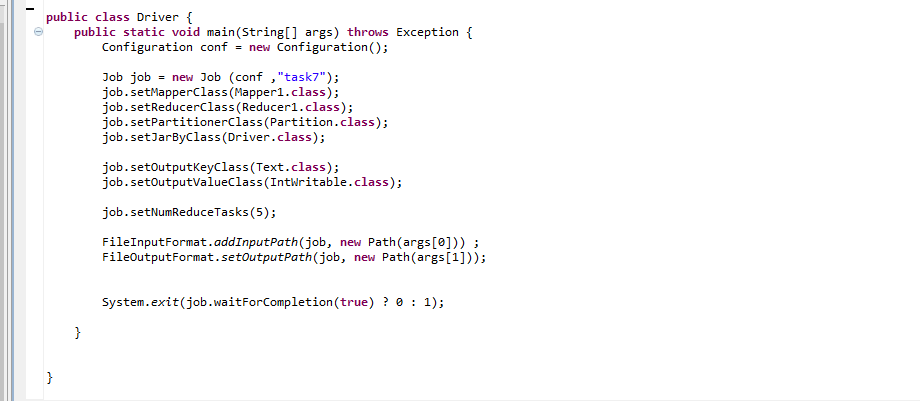 public class Driver {
public static void main(String[] args) throws Exception {
Configuration conf = new Configuration();
Job job = new Job (conf ,"task7");
job.setMapperClass(Mapper1.class);
job.setReducerClass(Reducer1.class);
job.setPartitionerClass(Partition.class);
job.setJarByClass(Driver.class);
job.setOutputKeyClass(Text.class);
job.setOutputValueClass(IntWritable.class);
job.setNumReduceTasks(5);
FileInputFormat.addInputPath(job, new Path(args[0])) ;
FileOutputFormat.setOutputPath(job, new Path(args[1]));
System.exit(job.waitForCompletion(true) ? 0 : 1);
}
}